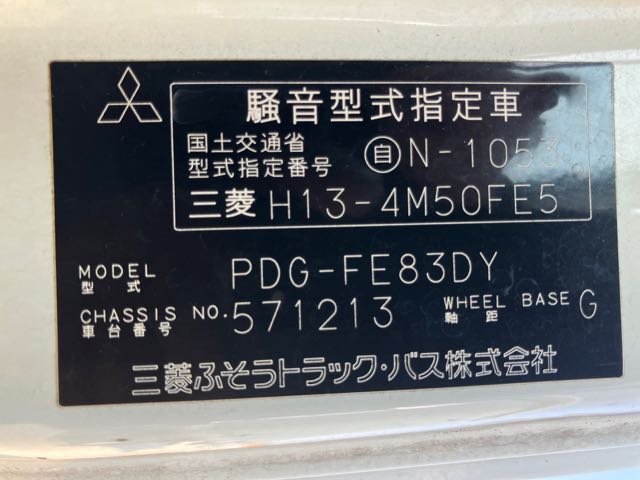 騒音型式指定車
国土交通省
型式指定番号 自 N-1053
三菱 H13-4M50FE5
MODEL
型式 PDG-FE83DY
CHASSIS NO.
車台番号 571213 WHEEL BASE
軸距 G
三菱ふそうトラック・バス株式会社